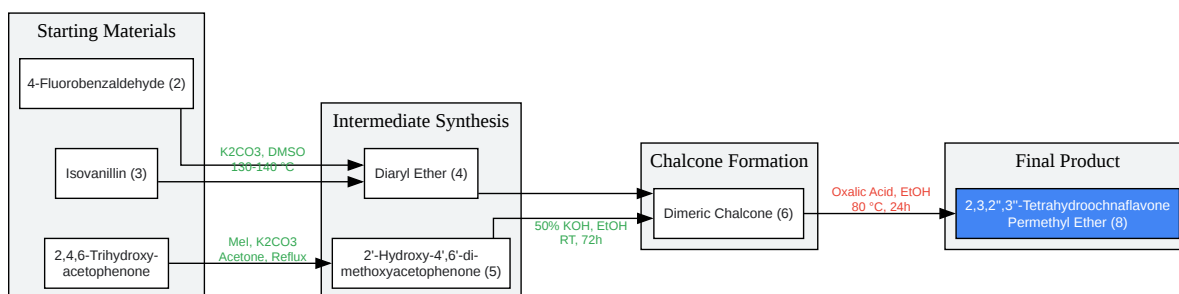 Starting Materials
4-Fluorobenzaldehyde (2)
Isovanillin (3)
2,4,6-Trihydroxy-
acetophenone
K2CO3, DMSO
130-140 °C
MeI, K2CO3
Acetone, Reflux
Intermediate Synthesis
Diaryl Ether (4)
2'-Hydroxy-4',6'-di-
methoxyacetophenone (5)
50% KOH, EtOH
RT, 72h
Chalcone Formation
Dimeric Chalcone (6)
Oxalic Acid, EtOH
80 °C, 24h
Final Product
2,3,2",3"-Tetrahydroochnaflavone
Permethyl Ether (8)